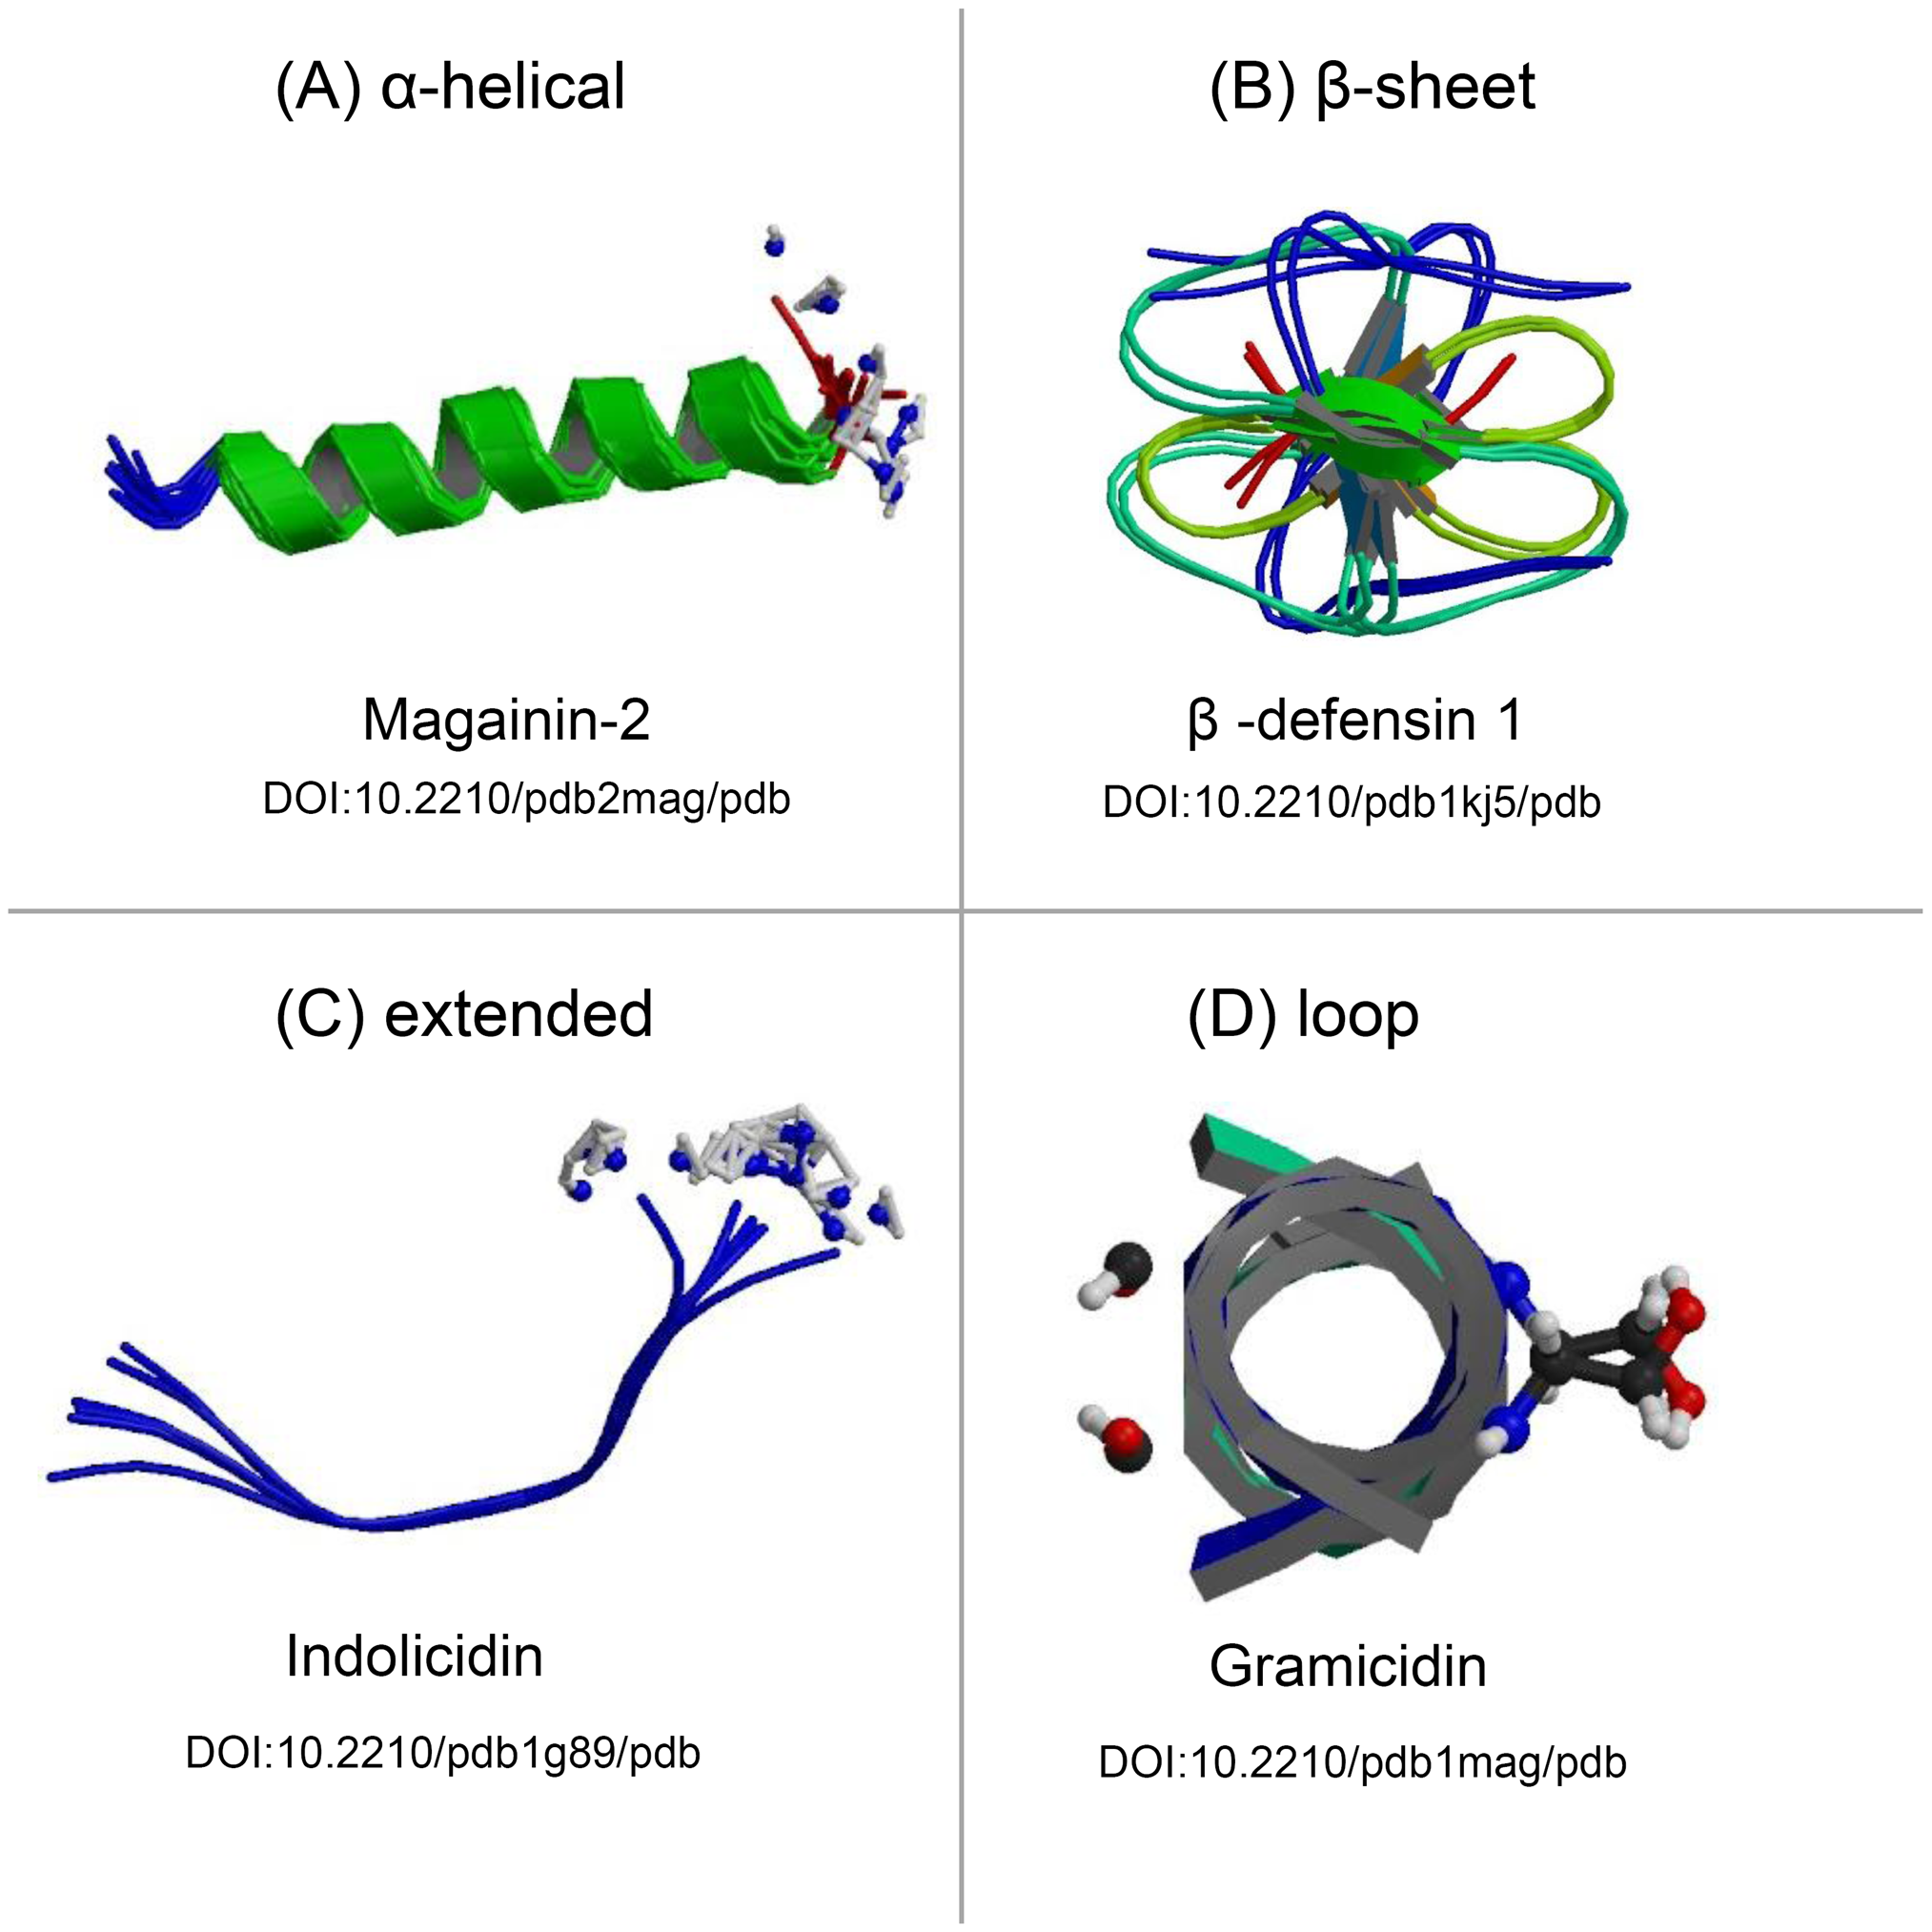 (A) α-helical
Magainin-2
DOI:10.2210/pdb2mag/pdb
(B) β-sheet
β -defensin 1
DOI:10.2210/pdb1kj5/pdb
(C) extended
Indolicidin
DOI:10.2210/pdb1g89/pdb
(D) loop
Gramicidin
DOI:10.2210/pdb1mag/pdb